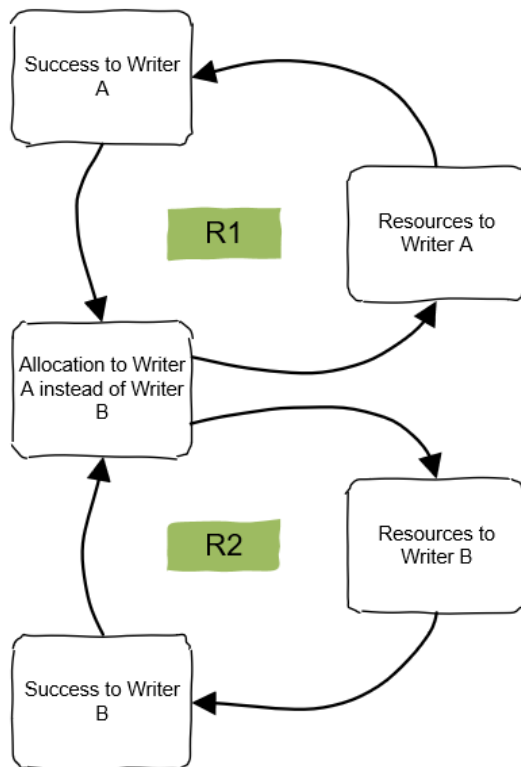 Success to Writer
A
R1
Resources to
Writer A
Allocation to Writer
A instead of Writer
B
R2
Resources to
Writer B
Success to Writer
B